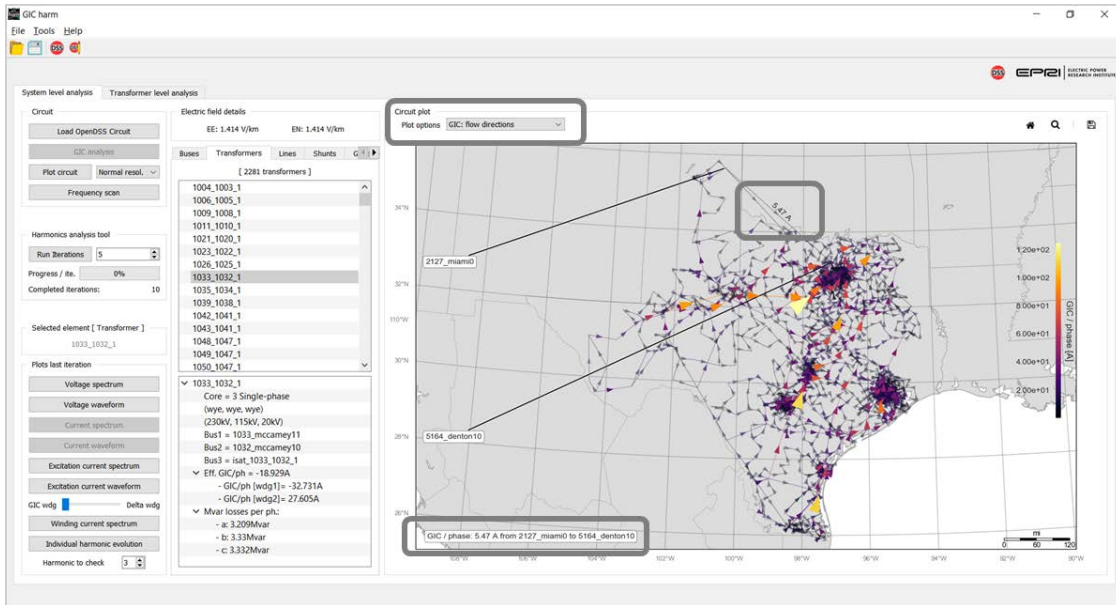 GIC harm
File Tools Help
EPRI ELECTRIC POWER RESEARCH INSTITUTE
System level analysis Transformer level analysis
Circuit
Load OpenDSS Circuit
GIC analysis
Plot circuit Normal resol.
Frequency scan
Harmonics analysis tool
Run Iterations 5
Progress / ite. 0%
Completed iterations: 10
Selected element [ Transformer ]
1033_1032_1
Plots last iteration
Voltage spectrum
Voltage waveform
Current spectrum
Current waveform
Excitation current spectrum
Excitation current waveform
GIC wdg Delta wdg
Winding current spectrum
Individual harmonic evolution
Harmonic to check 3
Electric field details
EE: 1.414 V/km EN: 1.414 V/km
Buses Transformers Lines Shunts G
[ 2281 transformers ]
1004_1003_1
1006_1005_1
1009_1008_1
1011_1010_1
1021_1020_1
1023_1022_1
1026_1025_1
1033_1032_1
1035_1034_1
1039_1038_1
1042_1041_1
1043_1041_1
1048_1047_1
1049_1047_1
1050_1047_1
1033_1032_1
Core = 3 Single-phase
(wye, wye, wye)
(230kV, 115kV, 20kV)
Bus1 = 1033_mccamey11
Bus2 = 1032_mccamey10
Bus3 = isat_1033_1032_1
Eff. GIC/ph = -18.929A
- GIC/ph [wdg1]= -32.731A
- GIC/ph [wdg2]= 27.605A
Mvar losses per ph.:
- a: 3.209Mvar
- b: 3.33Mvar
- c: 3.332Mvar
Circuit plot
Plot options GIC: flow directions
34°N
5.47 A
2127_miami0
32°N
110°W
30°N
5164_denton10
28°N
26°N
1.20e+02
1.00e+02
8.00e+01
6.00e+01
4.00e+01
2.00e+01
GIC / phase [A]
GIC / phase: 5.47 A from 2127_miami0 to 5164_denton10
mi
0 60 120
108°W 106°W 104°W 102°W 100°W 98°W 96°W 94°W 92°W 90°W